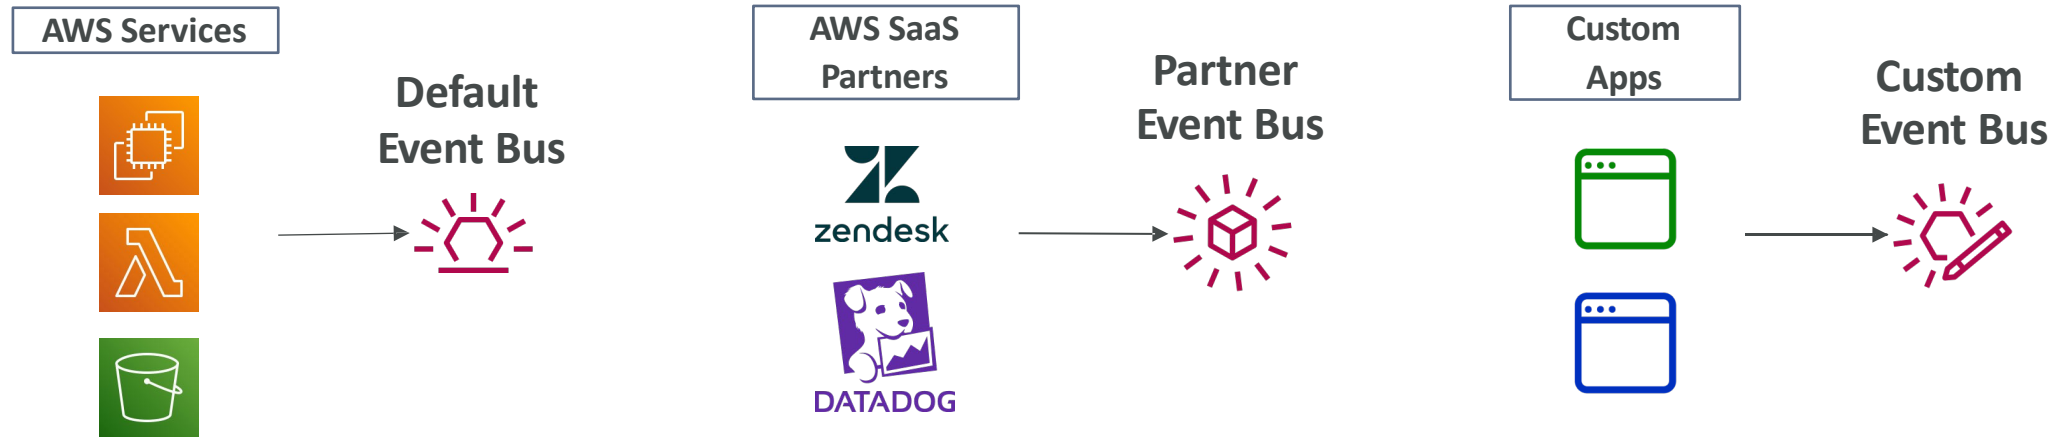 AWS Services
Default
Event Bus
AWS SaaS
Partners
zendesk
DATADOG
Partner
Event Bus
Custom
Apps
Custom
Event Bus